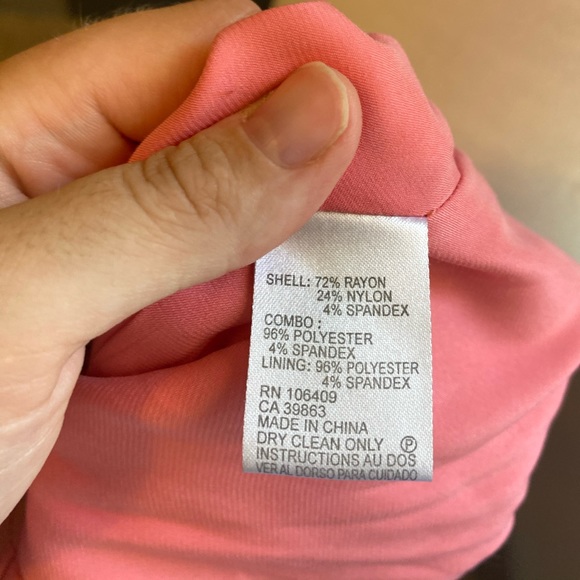 SHELL: 72% RAYON
24% NYLON
4% SPANDEX
COMBO :
96% POLYESTER
4% SPANDEX
LINING: 96% POLYESTER
4% SPANDEX
RN 106409
CA 39863
MADE IN CHINA
DRY CLEAN ONLY Ⓟ
INSTRUCTIONS AU DOS
VER AL DORSO PARA CUIDADO